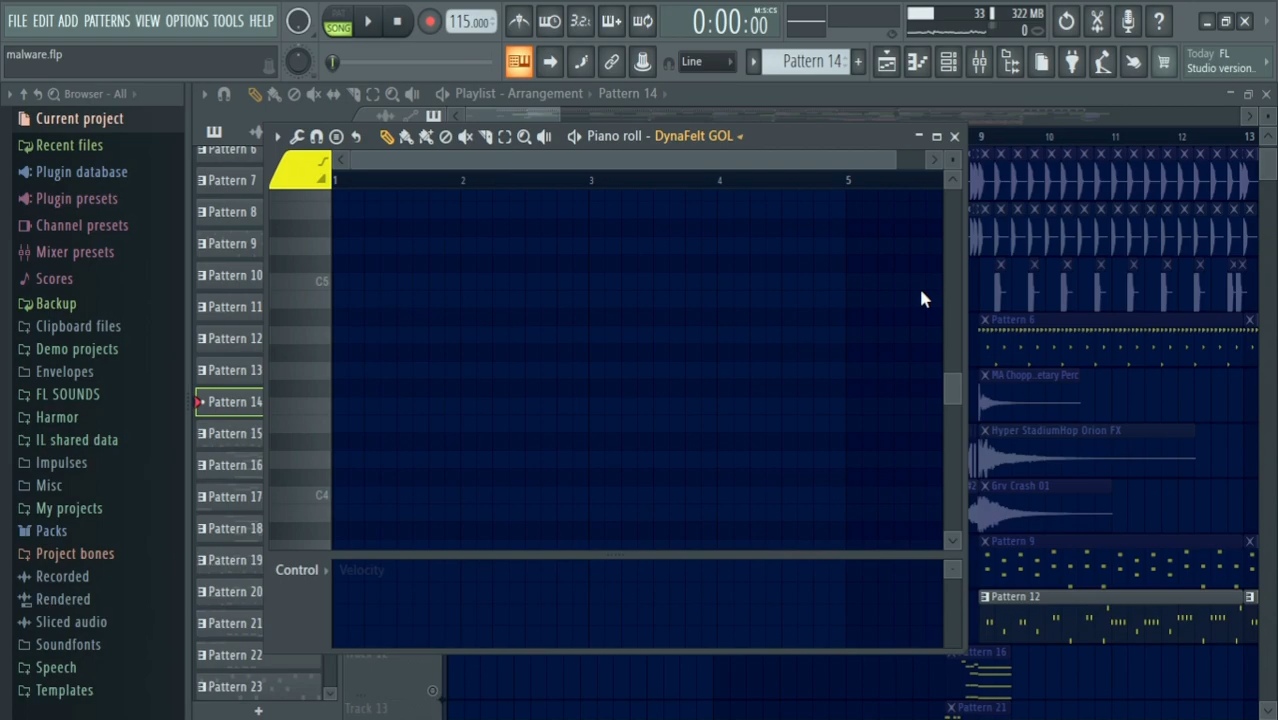 FILE EDIT ADD PATTERNS VIEW OPTIONS TOOLS HELP
PAT
SONG
115.000
3.2:
0:00:00
M:S:CS
33
322 MB
0
malware.flp
Line
Pattern 14
Today FL
Studio version..
Browser - All
Playlist - Arrangement
Pattern 14
Current project
Recent files
Plugin database
Plugin presets
Channel presets
Mixer presets
Scores
Backup
Clipboard files
Demo projects
Envelopes
FL SOUNDS
Harmor
IL shared data
Impulses
Misc
My projects
Packs
Project bones
Recorded
Rendered
Sliced audio
Soundfonts
Speech
Templates
Pattern 6
Pattern 7
Pattern 8
Pattern 9
Pattern 10
Pattern 11
Pattern 12
Pattern 13
Pattern 14
Pattern 15
Pattern 16
Pattern 17
Pattern 18
Pattern 19
Pattern 20
Pattern 21
Pattern 22
Pattern 23
Piano roll - DynaFelt GOL
1 2 3 4 5
C5
C4
Control
Velocity
Track 13
9 10 11 12 13
Pattern 6
MA Chopp..etary Perc
Hyper StadiumHop Orion FX
Grv Crash 01
Pattern 9
Pattern 12
Pattern 16
Pattern 21